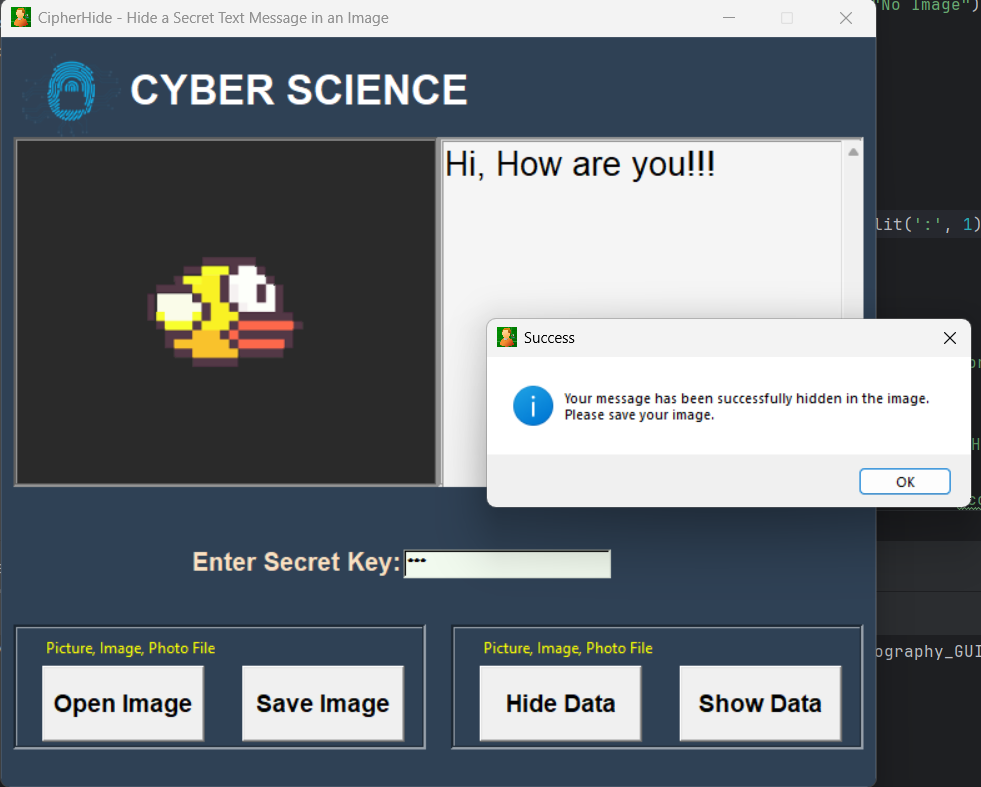 CipherHide - Hide a Secret Text Message in an Image
"No Image")
CYBER SCIENCE
Hi, How are you!!!
lit(':', 1)
Success
Your message has been successfully hidden in the image.
Please save your image.
OK
Enter Secret Key:
***
Picture, Image, Photo File
Open Image
Save Image
Picture, Image, Photo File
Hide Data
Show Data
ography_GUI